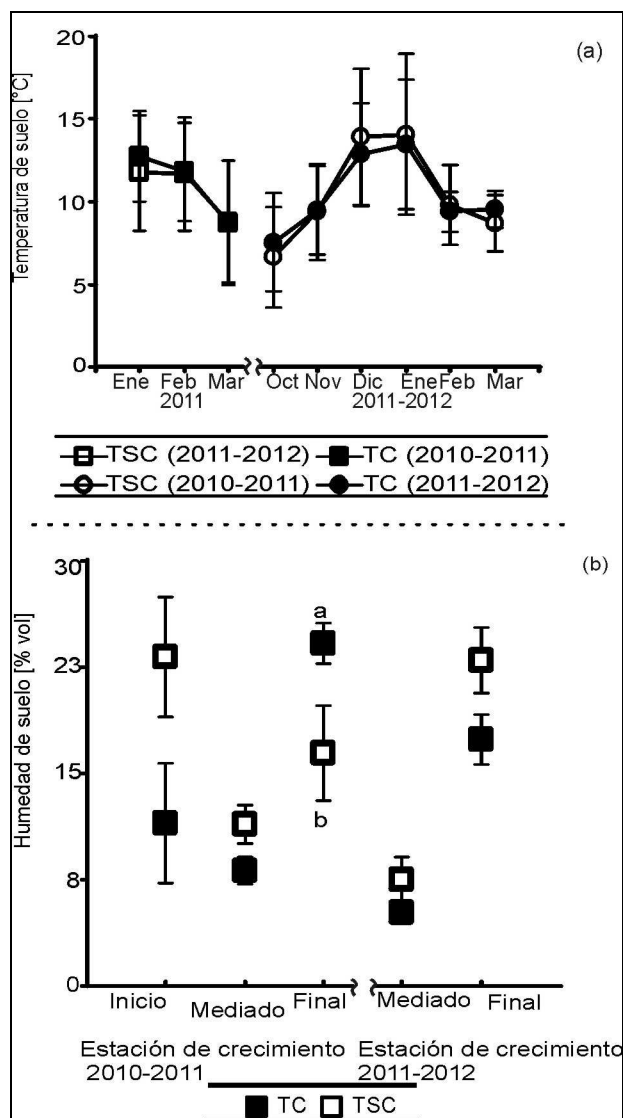 (a)
Temperatura de suelo [°C]
20
15
10
5
0
Ene Feb Mar Oct Nov Dic Ene Feb Mar
2011 2011-2012
TSC (2011-2012) TC (2010-2011)
TSC (2010-2011) TC (2011-2012)
(b)
Humedad de suelo [% vol]
30
23
15
8
0
a
b
Inicio Mediado Final Mediado Final
Estación de crecimiento Estación de crecimiento
2010-2011 2011-2012
TC TSC